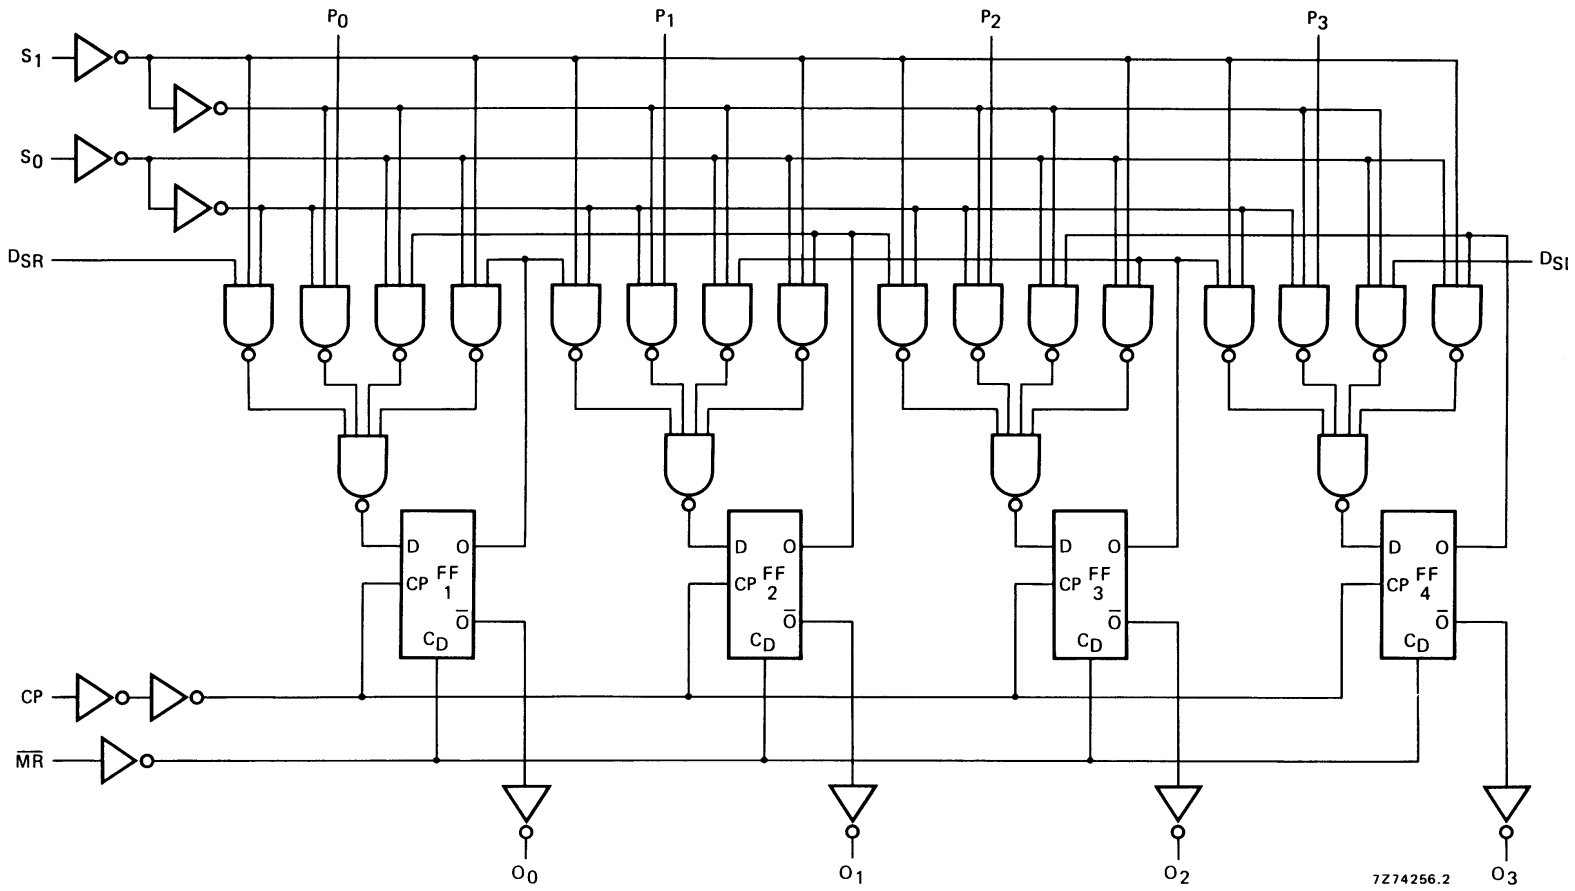 P0 P1 P2 P3
S1
S0
DSR DSI
D O D O D O D O
CP FF 1 CP FF 2 CP FF 3 CP FF 4
O̅ O̅ O̅ O̅
CD CD CD CD
CP
M̅R̅
O0 O1 O2 7Z74256.2 O3